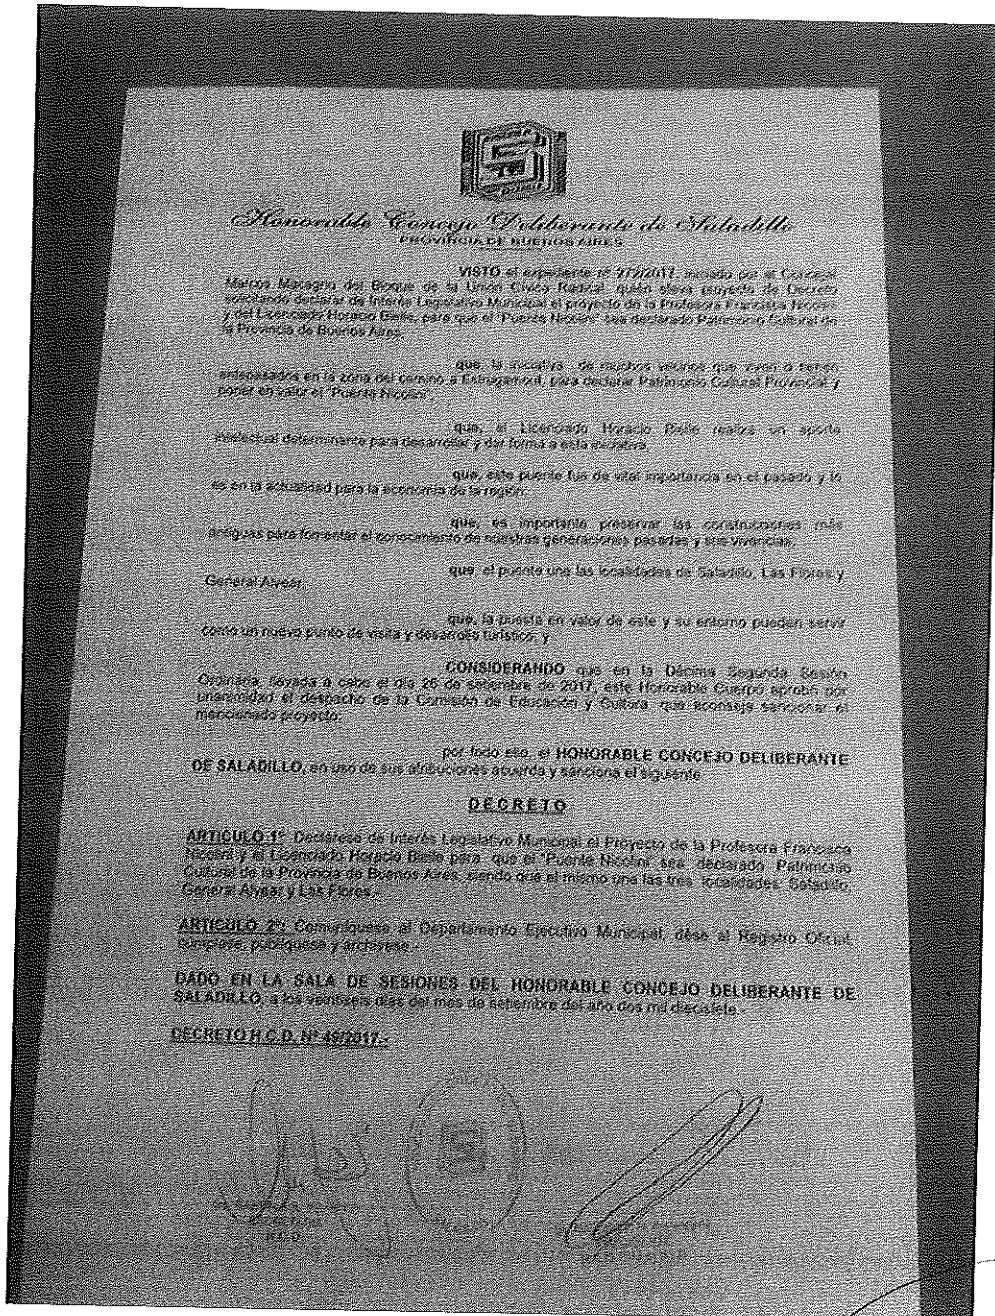 Honorable Concejo Deliberante de Saladillo
PROVINCIA DE BUENOS AIRES
VISTO el expediente nº 272/2017, iniciado por el Concejal
Marcos Macagno del Bloque de la Unión Cívica Radical, quién eleva proyecto de Decreto
solicitando declarar de Interés Legislativo Municipal el proyecto de la Profesora Francisca Nicolini
y del Licenciado Horacio Bielle, para que el "Puente Nicolini" sea declarado Patrimonio Cultural de
la Provincia de Buenos Aires;
que, la iniciativa de muchos vecinos que viven o tienen
antepasados en la zona del camino a Estrugamont, para declarar Patrimonio Cultural Provincial y
poner en valor el "Puente Nicolini";
que, el Licenciado Horacio Bielle realiza un aporte
intelectual determinante para desarrollar y dar forma a esta iniciativa;
que, este puente fue de vital importancia en el pasado y lo
es en la actualidad para la economía de la región;
que, es importante preservar las construcciones más
antiguas para fomentar el conocimiento de nuestras generaciones pasadas y sus vivencias;
que, el puente une las localidades de Saladillo, Las Flores y
General Alvear;
que, la puesta en valor de este y su entorno pueden servir
como un nuevo punto de visita y desarrollo turístico; y
CONSIDERANDO que en la Décima Segunda Sesión
Ordinaria, llevada a cabo el día 26 de setiembre de 2017, este Honorable Cuerpo aprobó por
unanimidad el despacho de la Comisión de Educación y Cultura, que aconseja sancionar el
mencionado proyecto;
por todo eso, el HONORABLE CONCEJO DELIBERANTE
DE SALADILLO, en uso de sus atribuciones acuerda y sanciona el siguiente
DECRETO
ARTICULO 1º: Declárese de Interés Legislativo Municipal el Proyecto de la Profesora Francisca
Nicolini y el Licenciado Horacio Bielle para que el "Puente Nicolini" sea declarado Patrimonio
Cultural de la Provincia de Buenos Aires, siendo que el mismo une las tres localidades: Saladillo,
General Alvear y Las Flores.-
ARTICULO 2º: Comuníquese al Departamento Ejecutivo Municipal, dése al Registro Oficial,
cúmplase, publíquese y archívese.-
DADO EN LA SALA DE SESIONES DEL HONORABLE CONCEJO DELIBERANTE DE
SALADILLO, a los veintiseis días del mes de setiembre del año dos mil diecisiete.-
DECRETO H.C.D. Nº 49/2017.-